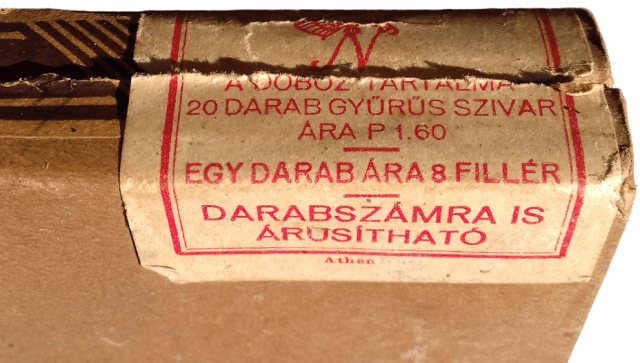 A DOBOZ TARTALMA
20 DARAB GYŰRŰS SZIVAR
ÁRA P 1.60
EGY DARAB ÁRA 8 FILLÉR
DARABSZÁMRA IS
ÁRUSÍTHATÓ
Athen